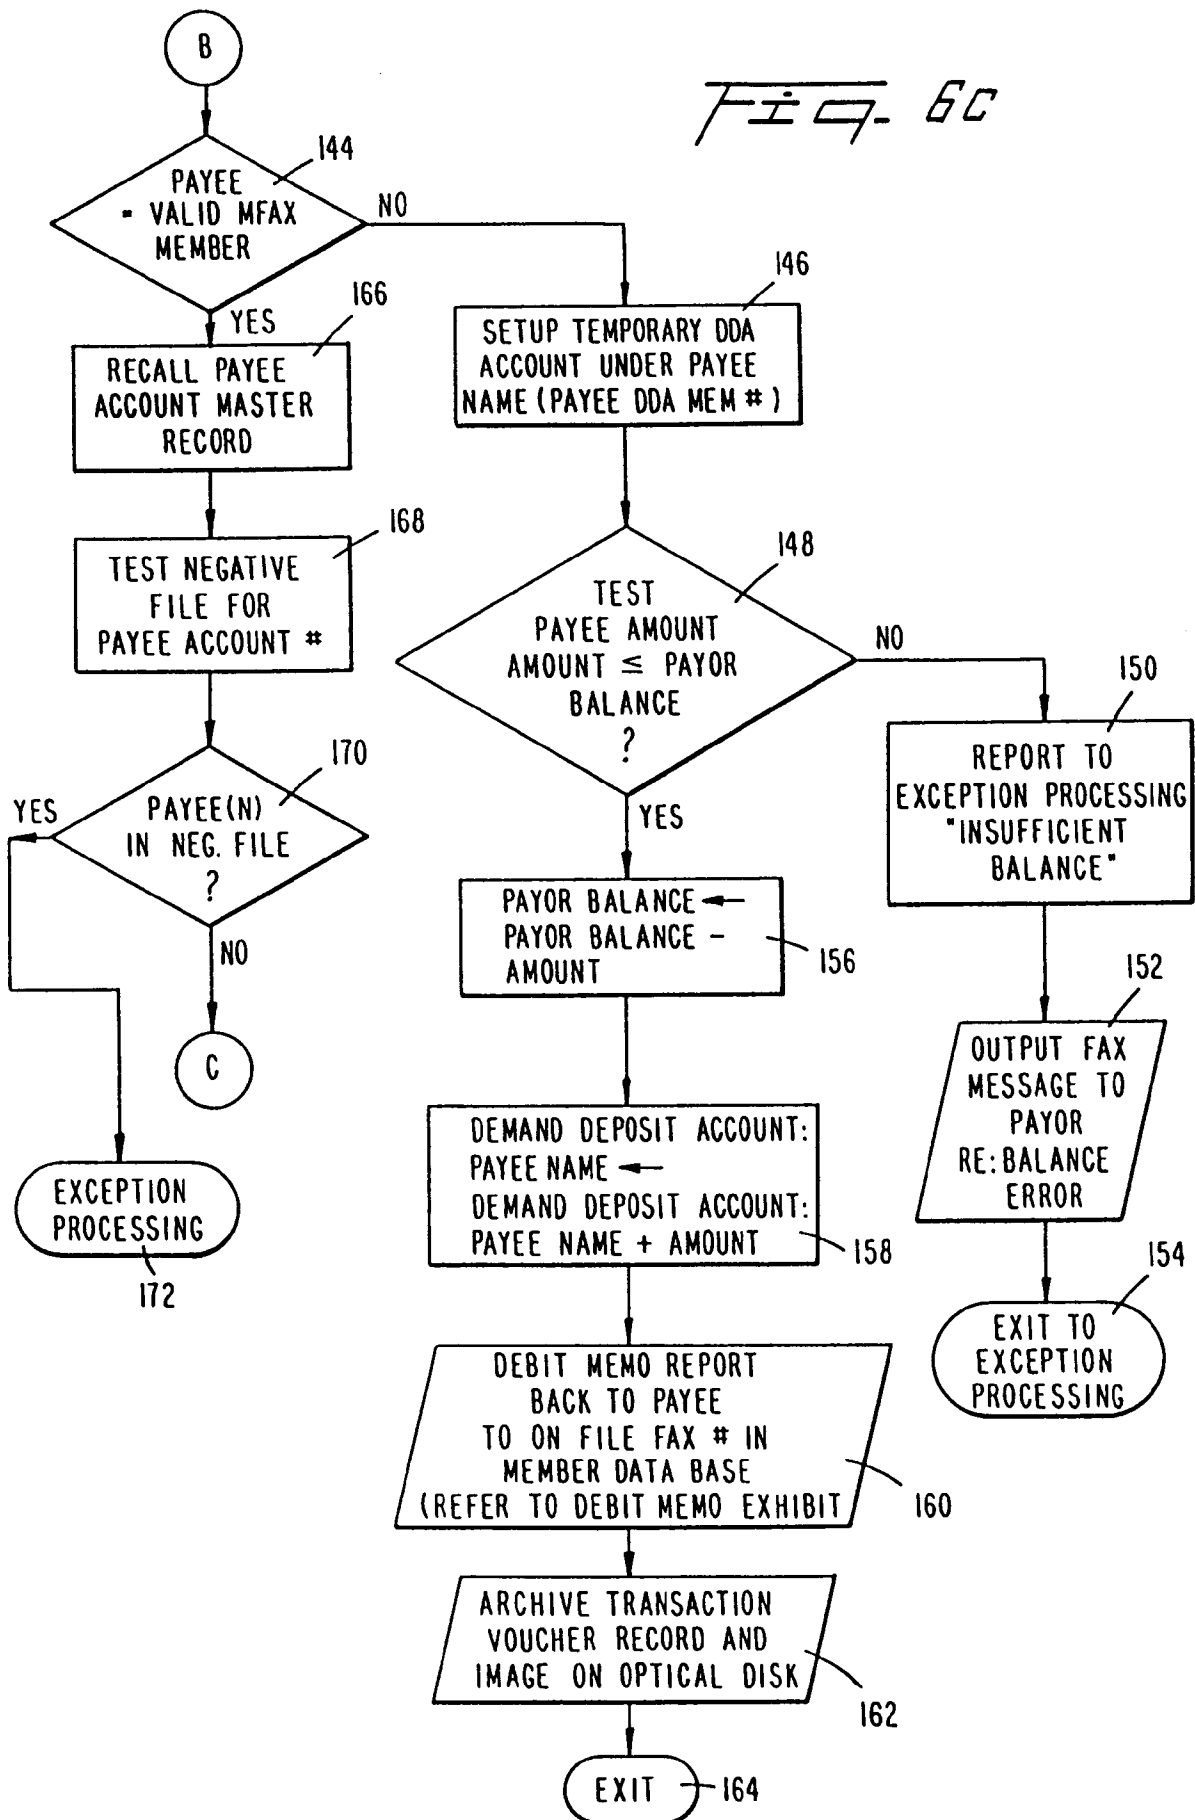 B
Fig. 6c
144
PAYEE
= VALID MFAX
MEMBER
NO
YES
166
RECALL PAYEE
ACCOUNT MASTER
RECORD
168
TEST NEGATIVE
FILE FOR
PAYEE ACCOUNT #
170
PAYEE(N)
IN NEG. FILE
?
YES
NO
C
EXCEPTION
PROCESSING
172
146
SETUP TEMPORARY DDA
ACCOUNT UNDER PAYEE
NAME (PAYEE DDA MEM #)
148
TEST
PAYEE AMOUNT
AMOUNT ≤ PAYOR
BALANCE
?
NO
YES
PAYOR BALANCE ←
PAYOR BALANCE -
AMOUNT
156
DEMAND DEPOSIT ACCOUNT:
PAYEE NAME ←
DEMAND DEPOSIT ACCOUNT:
PAYEE NAME + AMOUNT
158
DEBIT MEMO REPORT
BACK TO PAYEE
TO ON FILE FAX # IN
MEMBER DATA BASE
(REFER TO DEBIT MEMO EXHIBIT
160
ARCHIVE TRANSACTION
VOUCHER RECORD AND
IMAGE ON OPTICAL DISK
162
EXIT
164
150
REPORT TO
EXCEPTION PROCESSING
"INSUFFICIENT
BALANCE"
152
OUTPUT FAX
MESSAGE TO
PAYOR
RE: BALANCE
ERROR
154
EXIT TO
EXCEPTION
PROCESSING